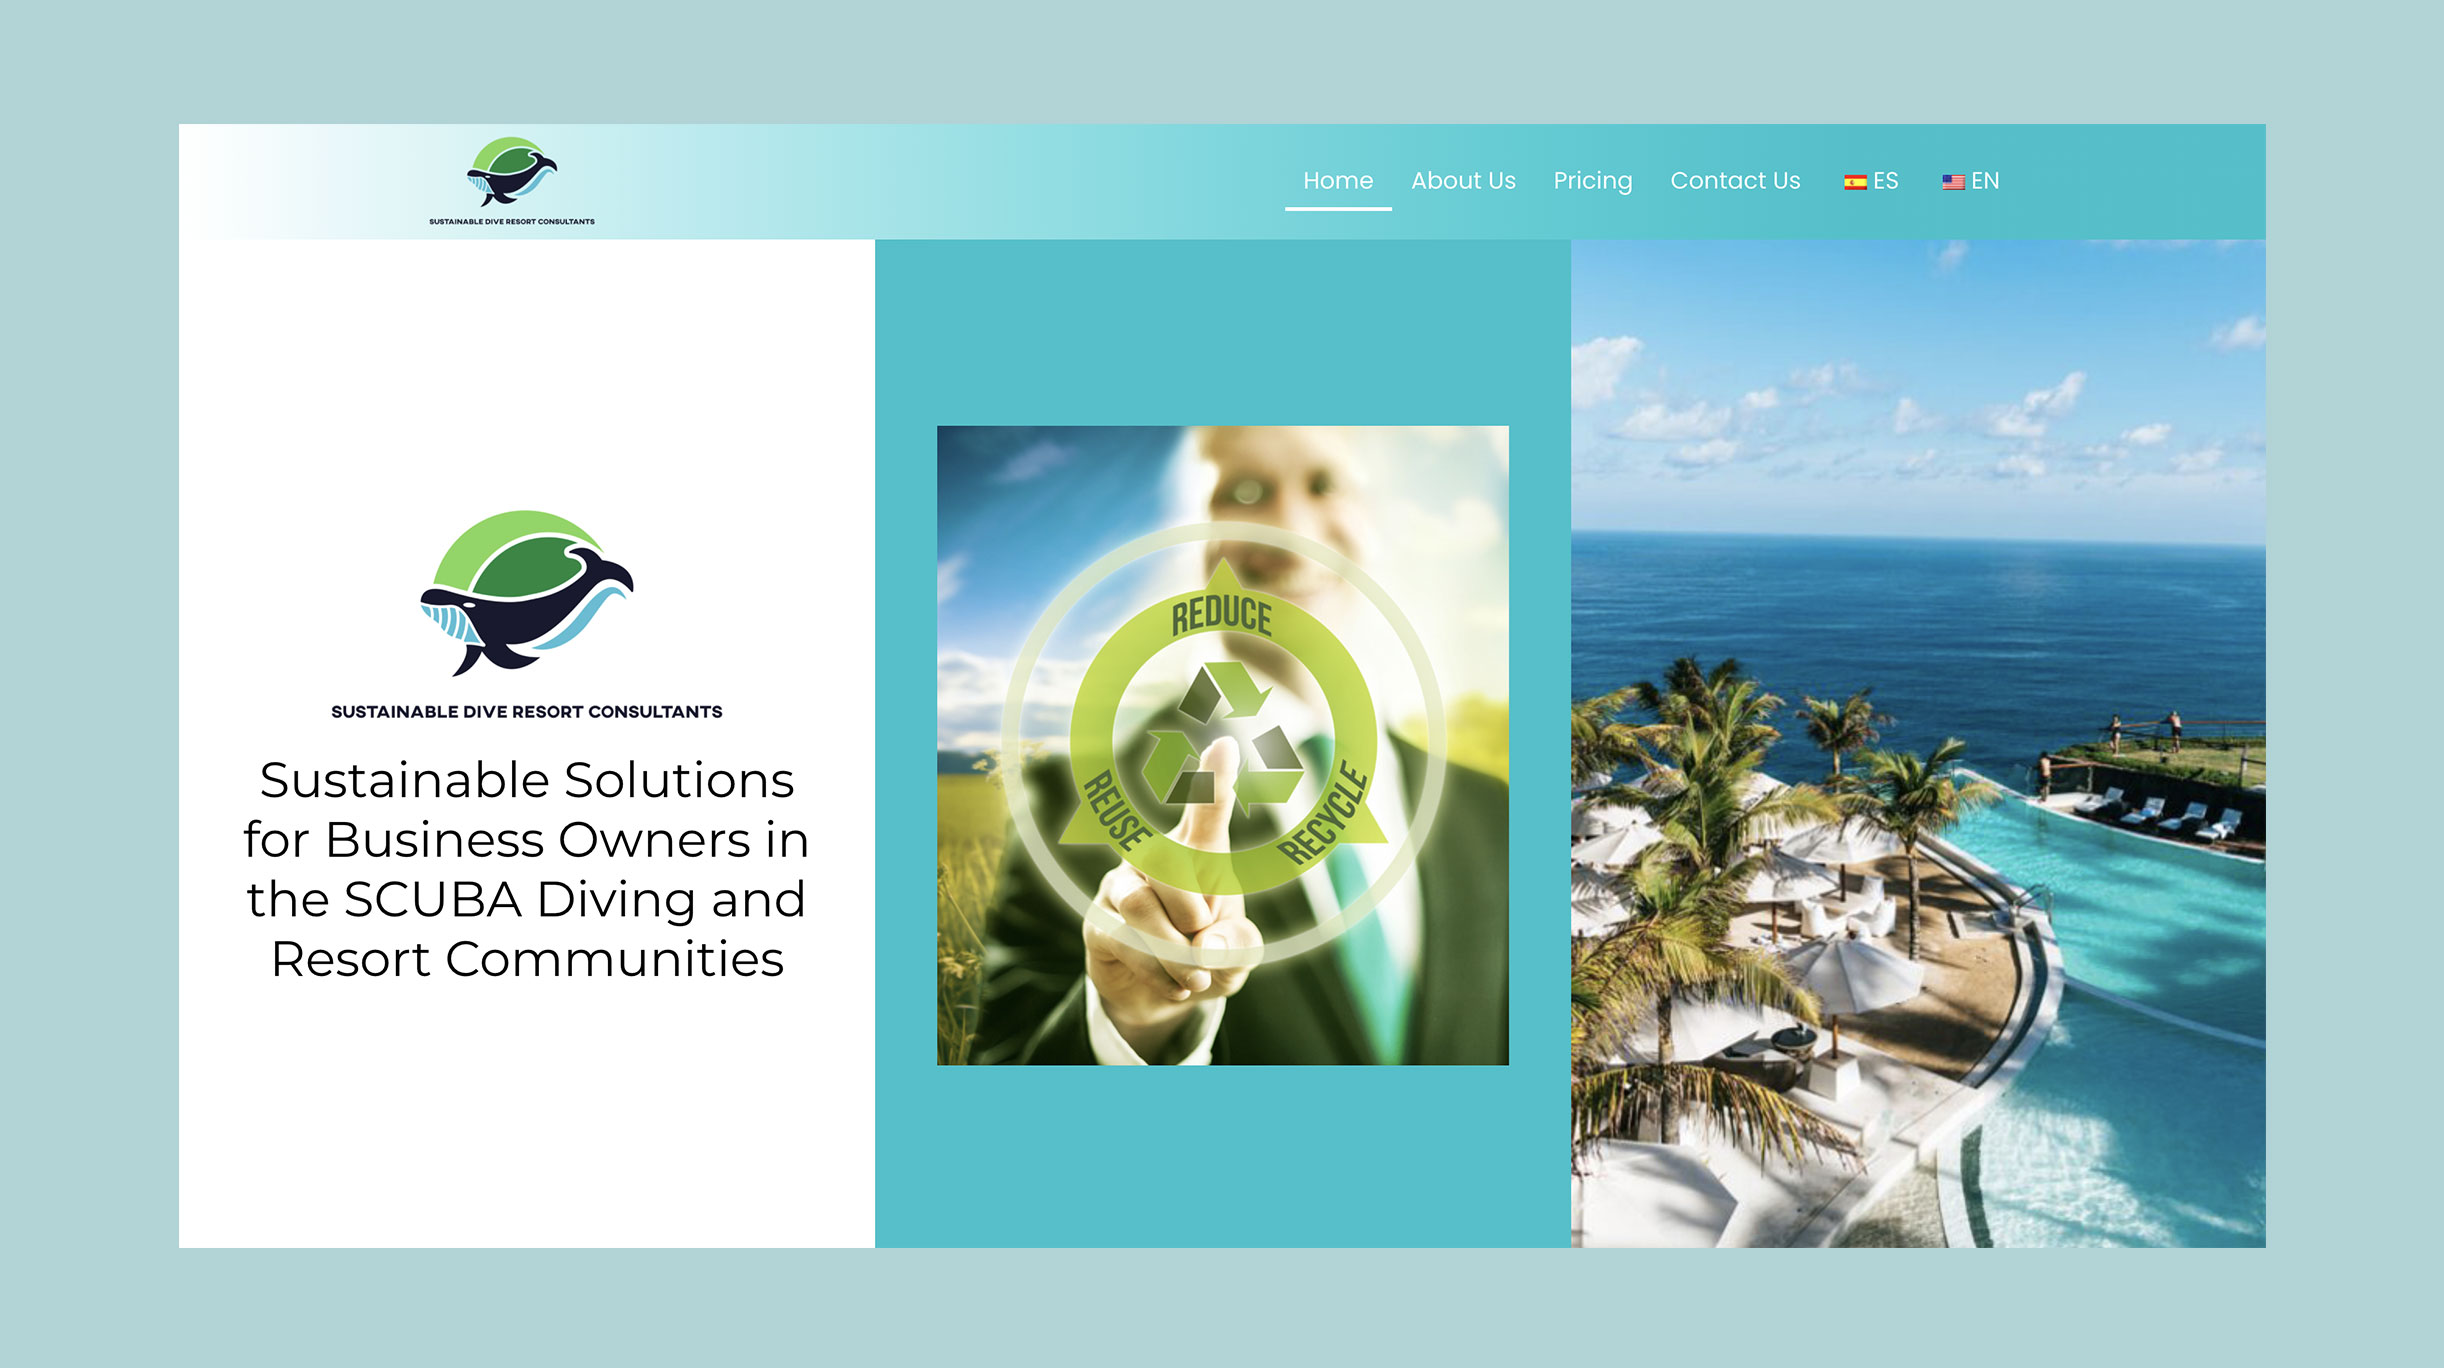 SUSTAINABLE DIVE RESORT CONSULTANTS
Home About Us Pricing Contact Us ES EN
SUSTAINABLE DIVE RESORT CONSULTANTS
Sustainable Solutions
for Business Owners in
the SCUBA Diving and
Resort Communities
REDUCE
REUSE
RECYCLE